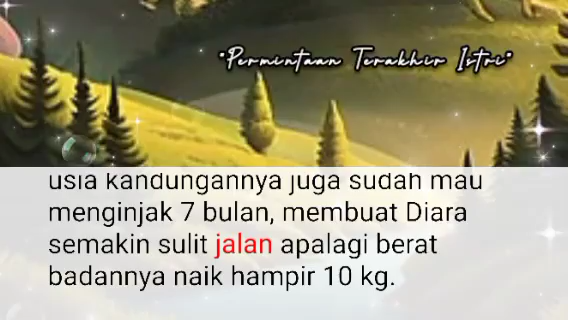 "Permintaan Terakhir Istri"
usia kandungannya juga sudah mau
menginjak 7 bulan, membuat Diara
semakin sulit jalan apalagi berat
badannya naik hampir 10 kg.